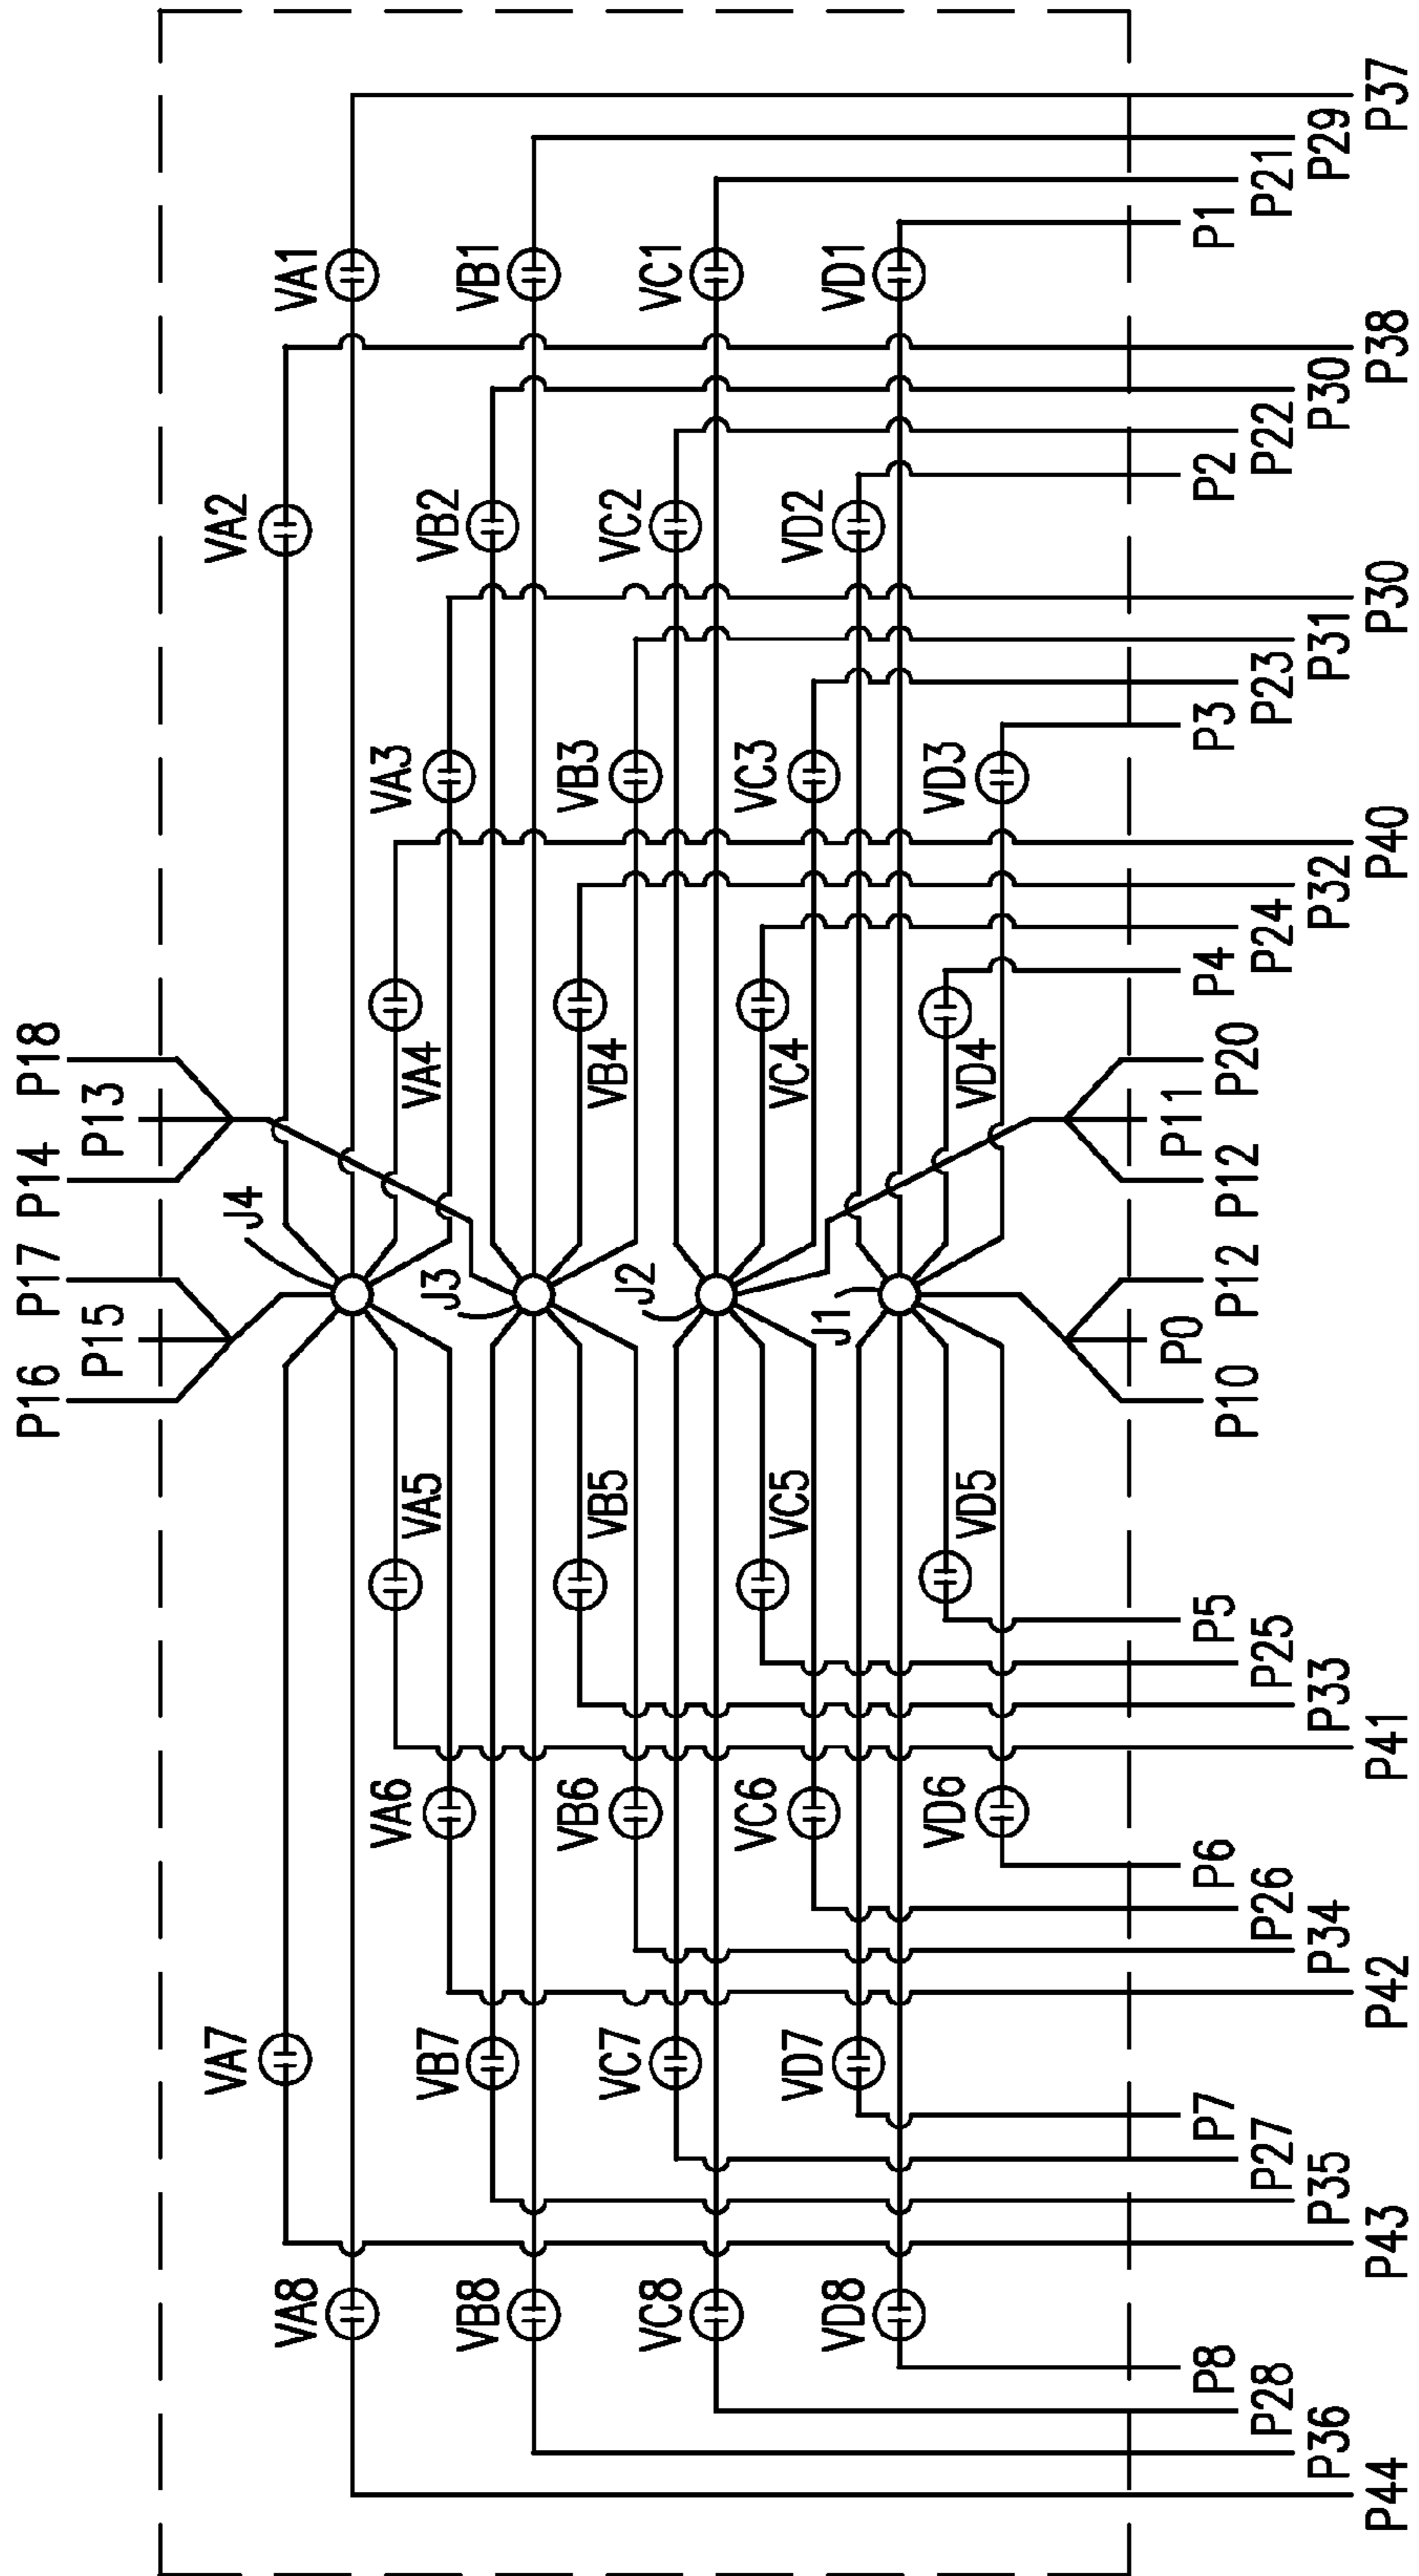 P16 P17 P14 P18
P15 P13
VA7 J4 VA2
VA8 VA1
VA6 VA3
VA5 VA4
VB7 J3 VB2
VB8 VB1
VB6 VB3
VB5 VB4
VC7 J2 VC2
VC8 VC1
VC6 VC3
VC5 VC4
VD7 J1 VD2
VD8 VD1
VD6 VD3
VD5 VD4
P0 P11
P8 P7 P6 P5 P4 P3 P2 P1
P10 P12 P12 P20
P28 P27 P26 P25 P24 P23 P22 P21
P36 P35 P34 P33 P32 P31 P30 P29
P44 P43 P42 P41 P40 P30 P38 P37